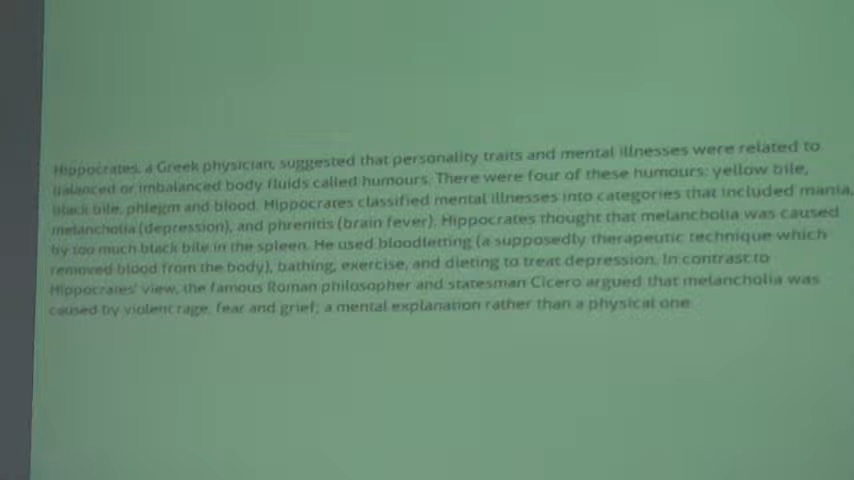 Hippocrates, a Greek physician, suggested that personality traits and mental illnesses were related to
balanced or imbalanced body fluids called humours. There were four of these humours: yellow bile,
black bile, phlegm and blood. Hippocrates classified mental illnesses into categories that included mania,
melancholia (depression), and phrenitis (brain fever). Hippocrates thought that melancholia was caused
by too much black bile in the spleen. He used bloodletting (a supposedly therapeutic technique which
removed blood from the body), bathing, exercise, and dieting to treat depression. In contrast to
Hippocrates' view, the famous Roman philosopher and statesman Cicero argued that melancholia was
caused by violent rage, fear and grief; a mental explanation rather than a physical one.